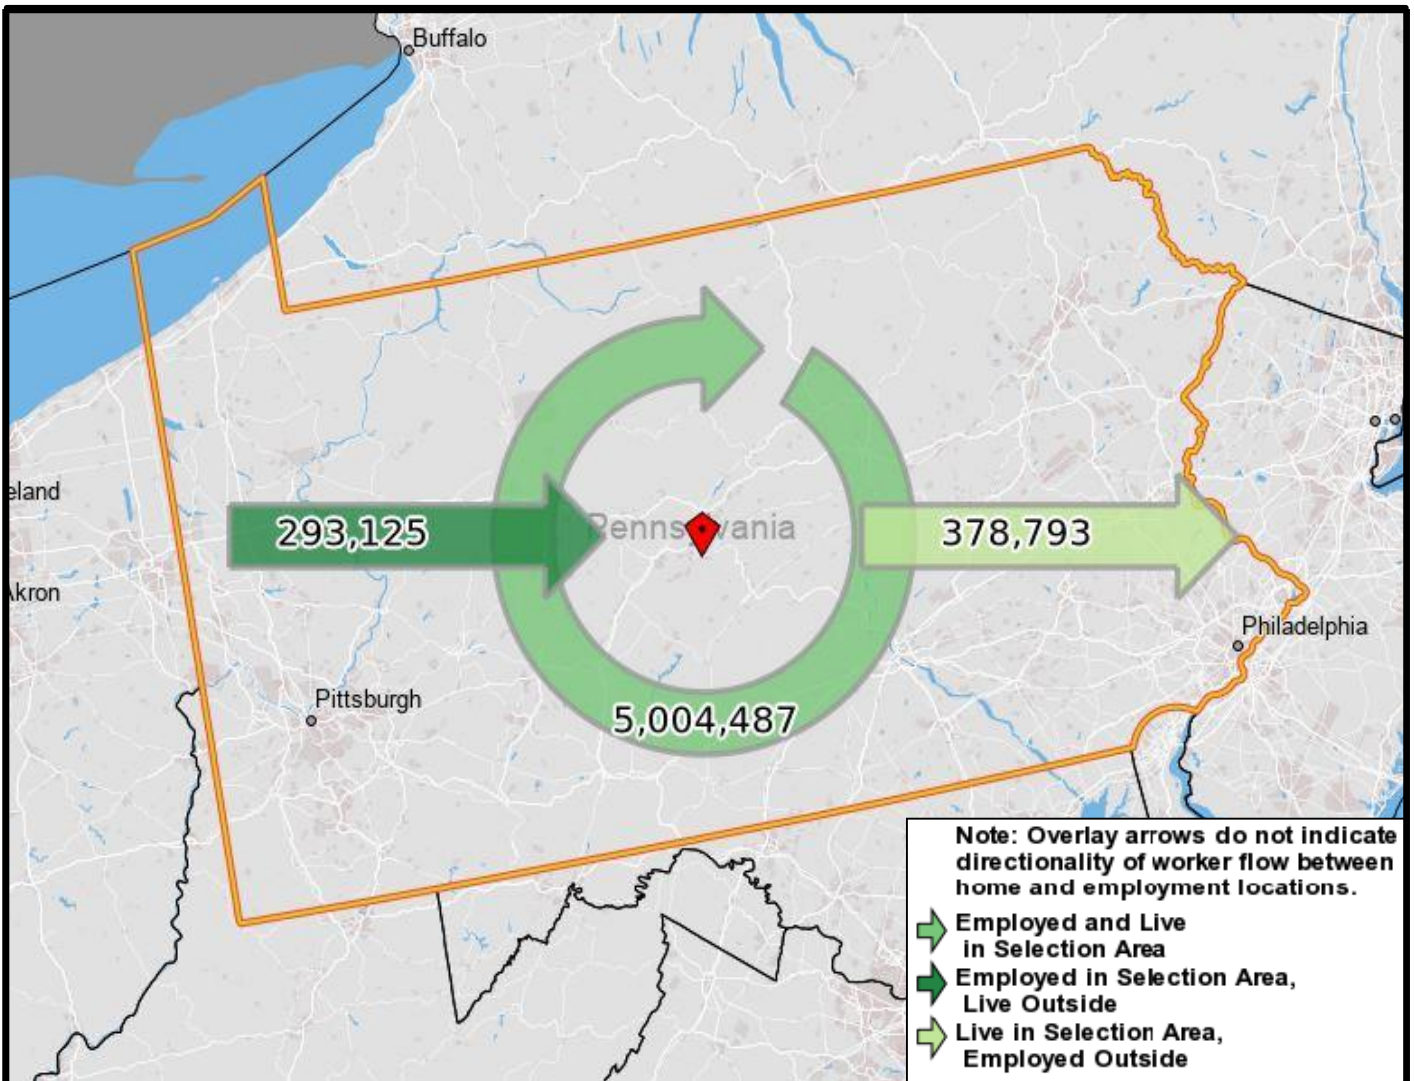 Buffalo
eland
293,125
Pennsylvania
378,793
Akron
Philadelphia
Pittsburgh
5,004,487
Note: Overlay arrows do not indicate
directionality of worker flow between
home and employment locations.
Employed and Live
in Selection Area
Employed in Selection Area,
Live Outside
Live in Selection Area,
Employed Outside